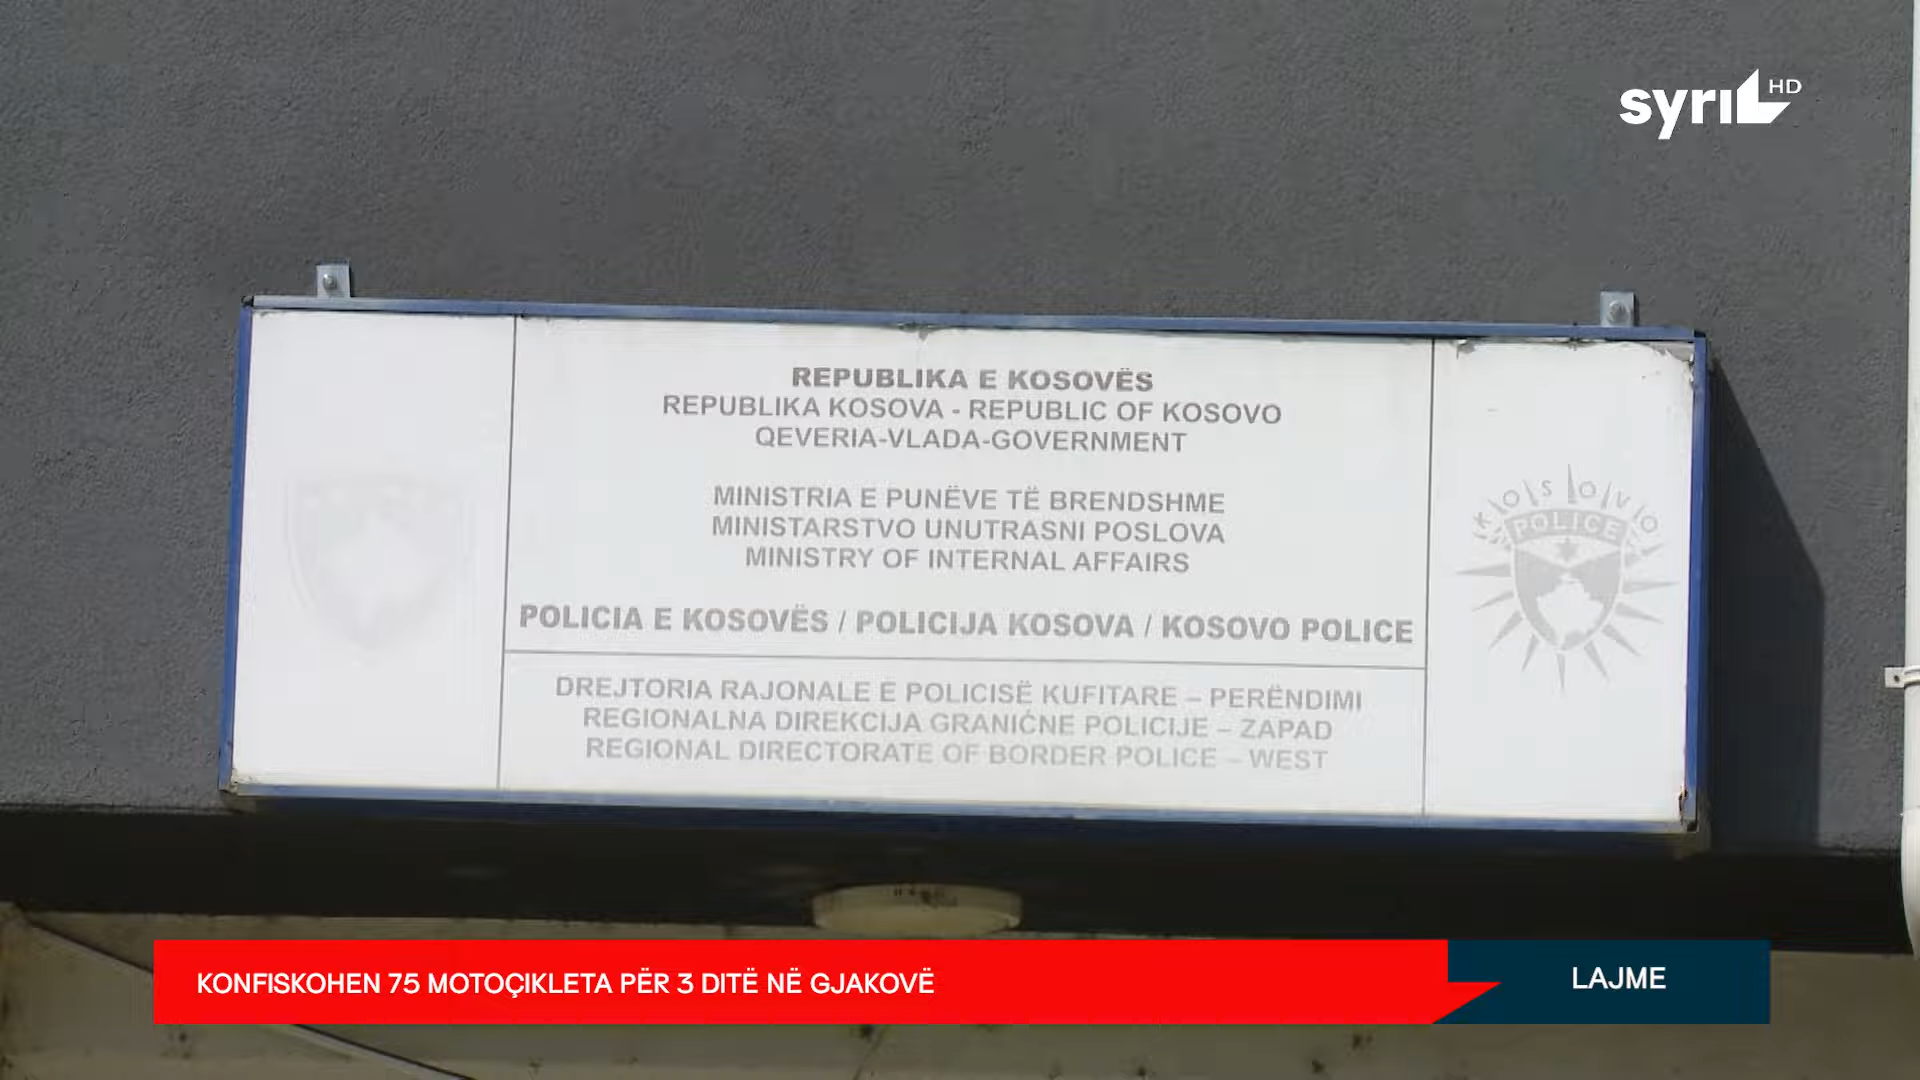 syri HD
REPUBLIKA E KOSOVËS
REPUBLIKA KOSOVA - REPUBLIC OF KOSOVO
QEVERIA-VLADA-GOVERNMENT
MINISTRIA E PUNËVE TË BRENDSHME
MINISTARSTVO UNUTRASNI POSLOVA
MINISTRY OF INTERNAL AFFAIRS
POLICIA E KOSOVËS / POLICIJA KOSOVA / KOSOVO POLICE
DREJTORIA RAJONALE E POLICISË KUFITARE – PERËNDIMI
REGIONALNA DIREKCIJA GRANIĆNE POLICIJE – ZAPAD
REGIONAL DIRECTORATE OF BORDER POLICE – WEST
KOSOVO
POLICE
KONFISKOHEN 75 MOTOÇIKLETA PËR 3 DITË NË GJAKOVË
LAJME